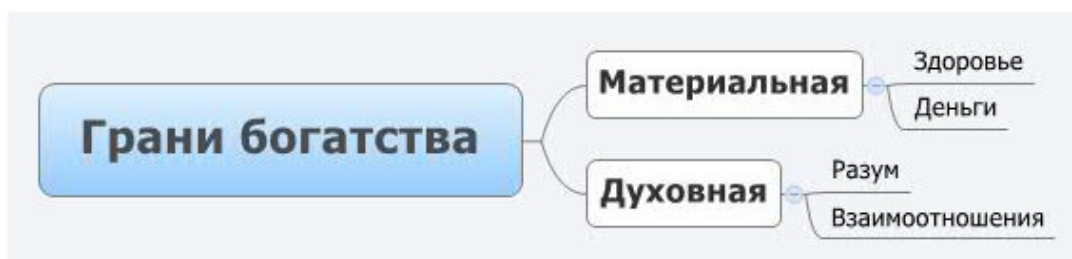 Грани богатства
Материальная
Здоровье
Деньги
Духовная
Разум
Взаимоотношения